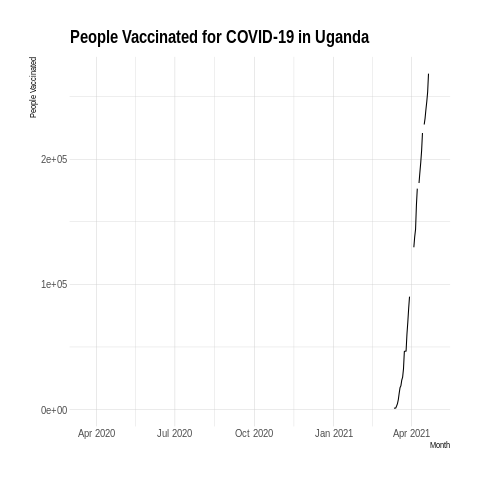 People Vaccinated for COVID-19 in Uganda
People Vaccinated
2e+05
1e+05
0e+00
Apr 2020 Jul 2020 Oct 2020 Jan 2021 Apr 2021
Month